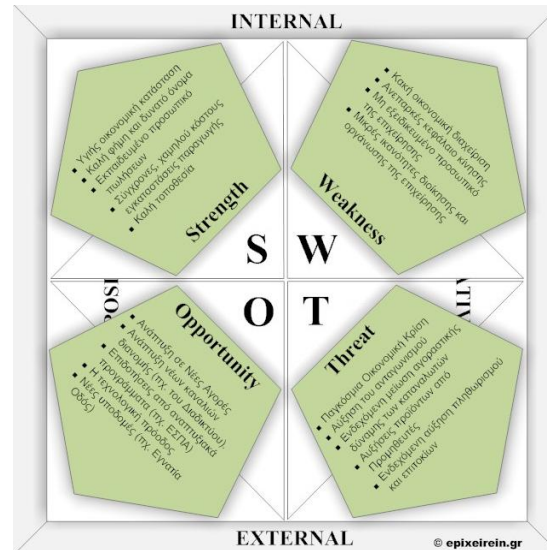 INTERNAL
▪ Υγιής οικονομική κατάσταση
▪ Καλή φήμη και δυνατό όνομα
▪ Εκπαιδευμένο προσωπικό
πωλήσεων
▪ Σύγχρονες, χαμηλού κόστους
εγκαταστάσεις παραγωγής
▪ Καλή τοποθεσία
Strength
S
▪ Κακή οικονομική διαχείριση
▪ Ανεπαρκές κεφάλαιο κίνησης
▪ Μη εξειδικευμένο προσωπικό
της επιχείρησης
▪ Μικρές ικανότητες διοίκησης και
οργάνωσης της επιχείρησης
Weakness
W
Opportunity
O
▪ Ανάπτυξη σε Νέες Αγορές
▪ Ανάπτυξη νέων καναλιών
διανομής (πχ. του Διαδικτύου).
▪ Επιδοτήσεις από αναπτυξιακά
προγράμματα (πχ. ΕΣΠΑ)
▪ Η τεχνολογική πρόοδος
▪ Νέες υποδομές (πχ. Εγνατία
Οδός)
Threat
T
▪ Παγκόσμια Οικονομική Κρίση
▪ Αύξηση του ανταγωνισμού
▪ Ενδεχόμενη μείωση αγοραστικής
δύναμης των καταναλωτών
▪ Αυξήσεις προϊόντων από
Προμηθευτές
▪ Ενδεχόμενη αύξηση πληθωρισμού
και επιτοκίων
EXTERNAL
© epixeirein.gr